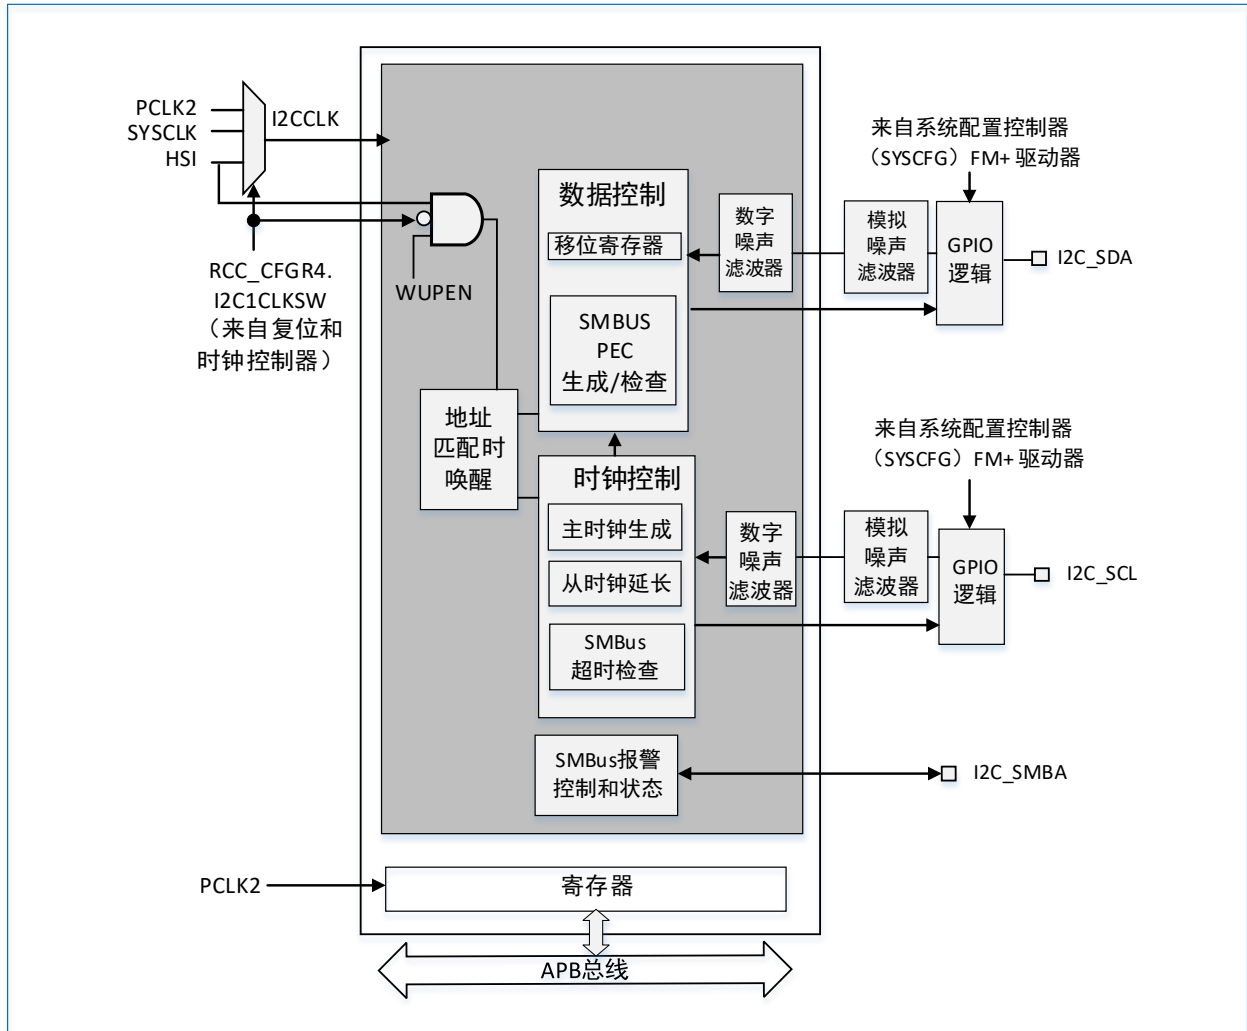 PCLK2
SYSCLK
HSI
I2CCLK
RCC_CFGR4.
I2C1CLKSW
（来自复位和
时钟控制器）
WUPEN
地址
匹配时
唤醒
数据控制
移位寄存器
SMBUS
PEC
生成/检查
数字
噪声
滤波器
模拟
噪声
滤波器
来自系统配置控制器
（SYSCFG）FM+ 驱动器
GPIO
逻辑
I2C_SDA
时钟控制
主时钟生成
从时钟延长
SMBus
超时检查
数字
噪声
滤波器
模拟
噪声
滤波器
来自系统配置控制器
（SYSCFG）FM+ 驱动器
GPIO
逻辑
I2C_SCL
SMBus报警
控制和状态
I2C_SMBA
PCLK2
寄存器
APB总线